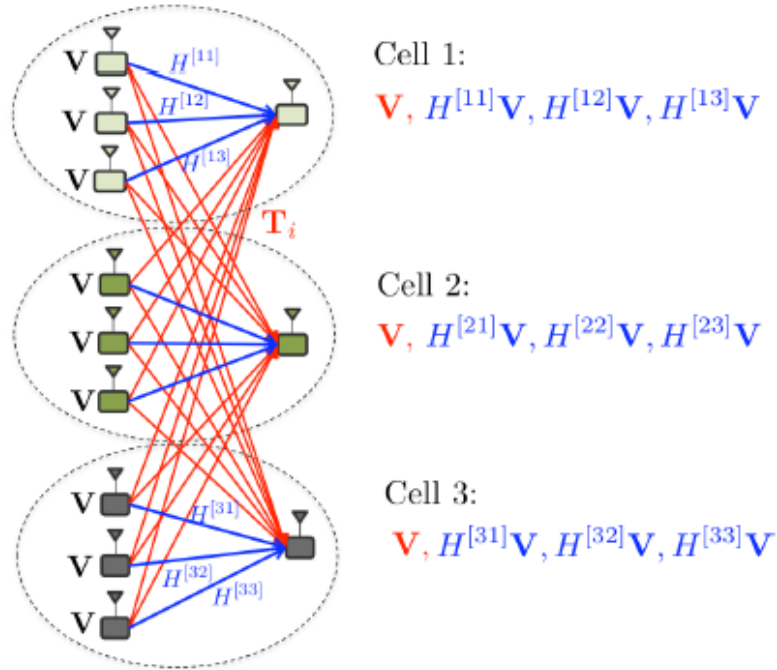 V H^{[11]}
V H^{[12]}
V H^{[13]}
T_i
V
V
V
V H^{[31]}
V H^{[32]}
V H^{[33]}
Cell 1:
V, H^{[11]}V, H^{[12]}V, H^{[13]}V
Cell 2:
V, H^{[21]}V, H^{[22]}V, H^{[23]}V
Cell 3:
V, H^{[31]}V, H^{[32]}V, H^{[33]}V